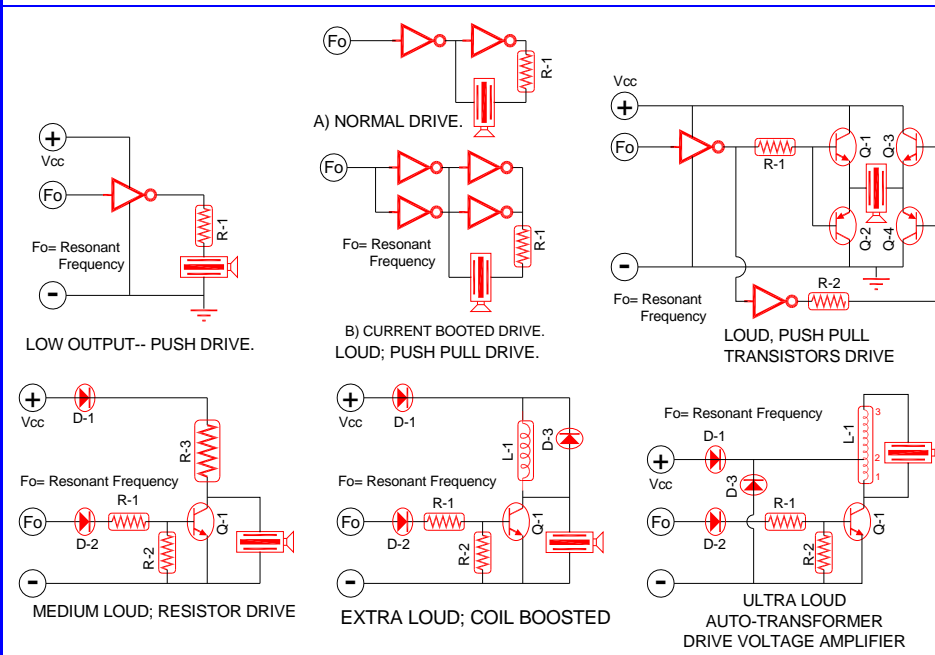 Fo
R-1
A) NORMAL DRIVE.
+
Vcc
Fo
R-1
Fo= Resonant
Frequency
-
LOW OUTPUT-- PUSH DRIVE.
Fo
Fo= Resonant
Frequency
R-1
B) CURRENT BOOTED DRIVE.
LOUD; PUSH PULL DRIVE.
Vcc
+
Fo
R-1
Q-1
Q-3
Q-2
Q-4
-
R-2
Fo= Resonant
Frequency
LOUD, PUSH PULL
TRANSISTORS DRIVE
+
Vcc
D-1
R-3
Fo= Resonant Frequency
R-1
Fo
D-2
R-2
Q-1
-
MEDIUM LOUD; RESISTOR DRIVE
+
Vcc
D-1
L-1
D-3
Fo= Resonant Frequency
R-1
Fo
D-2
R-2
Q-1
-
EXTRA LOUD; COIL BOOSTED
Fo= Resonant Frequency
D-1
+
Vcc
D-3
L-1
3
2
1
R-1
Fo
D-2
R-2
Q-1
-
ULTRA LOUD
AUTO-TRANSFORMER
DRIVE VOLTAGE AMPLIFIER